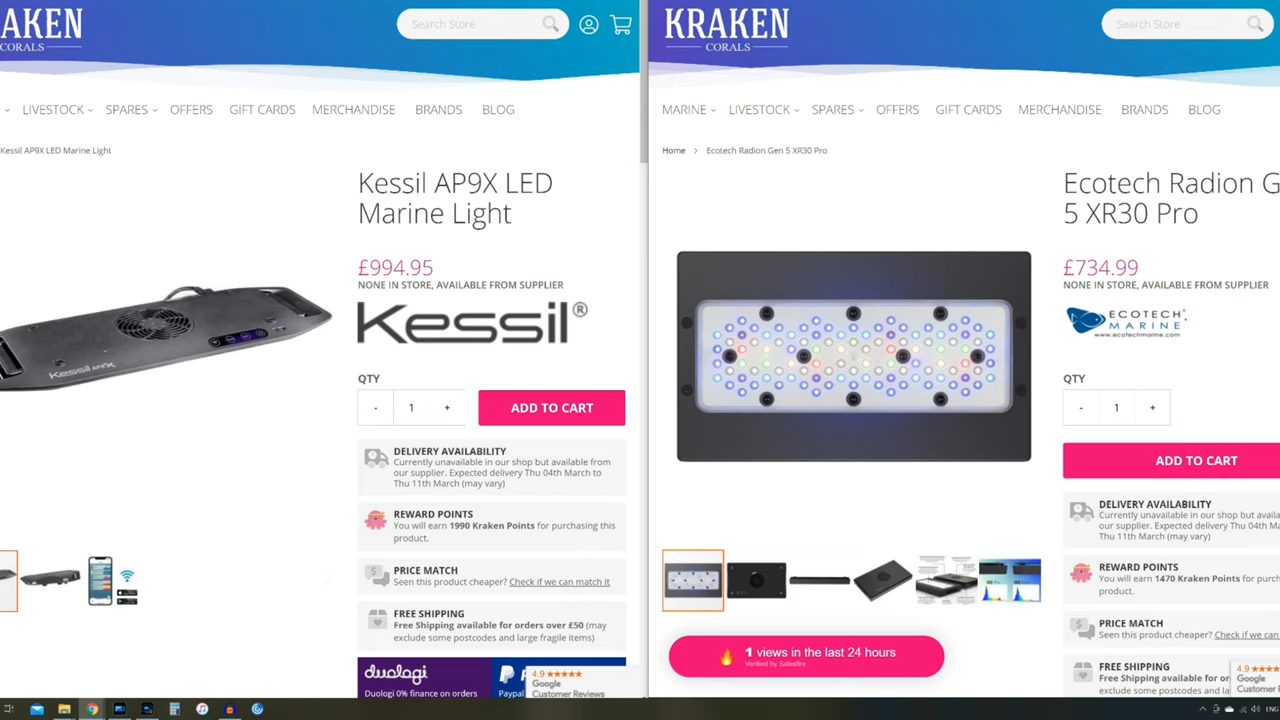 AKEN
CORALS
Search Store
LIVESTOCK
SPARES
OFFERS
GIFT CARDS
MERCHANDISE
BRANDS
BLOG
Kessil AP9X LED Marine Light
Kessil AP9X LED
Marine Light
£994.95
NONE IN STORE, AVAILABLE FROM SUPPLIER
Kessil®
Kessil AP9X
QTY
- 1 +
ADD TO CART
DELIVERY AVAILABILITY
Currently unavailable in our shop but available from
our supplier. Expected delivery Thu 04th March to
Thu 11th March (may vary)
REWARD POINTS
You will earn 1990 Kraken Points for purchasing this
product.
PRICE MATCH
Seen this product cheaper? Check if we can match it
FREE SHIPPING
Free Shipping available for orders over £50 (may
exclude some postcodes and large fragile items)
duologi
Duologi 0% finance on orders
P
Paypal
4.9 ★★★★★
Google
Customer Reviews
KRAKEN
CORALS
Search Store
MARINE
LIVESTOCK
SPARES
OFFERS
GIFT CARDS
MERCHANDISE
BRANDS
BLOG
Home > Ecotech Radion Gen 5 XR30 Pro
Ecotech Radion G
5 XR30 Pro
£734.99
NONE IN STORE, AVAILABLE FROM SUPPLIER
ECOTECH
MARINE
www.ecotechmarine.com
QTY
- 1 +
ADD TO CART
DELIVERY AVAILABILITY
Currently unavailable in our shop but availa
our supplier. Expected delivery Thu 04th Ma
Thu 11th March (may vary)
REWARD POINTS
You will earn 1470 Kraken Points for purch
product.
PRICE MATCH
Seen this product cheaper? Check if we can
FREE SHIPPING
Free Shipping available for or
exclude some postcodes and la
4.9 ★★★★
Google
Customer Re
1 views in the last 24 hours
Verified by Salesfire
ENG